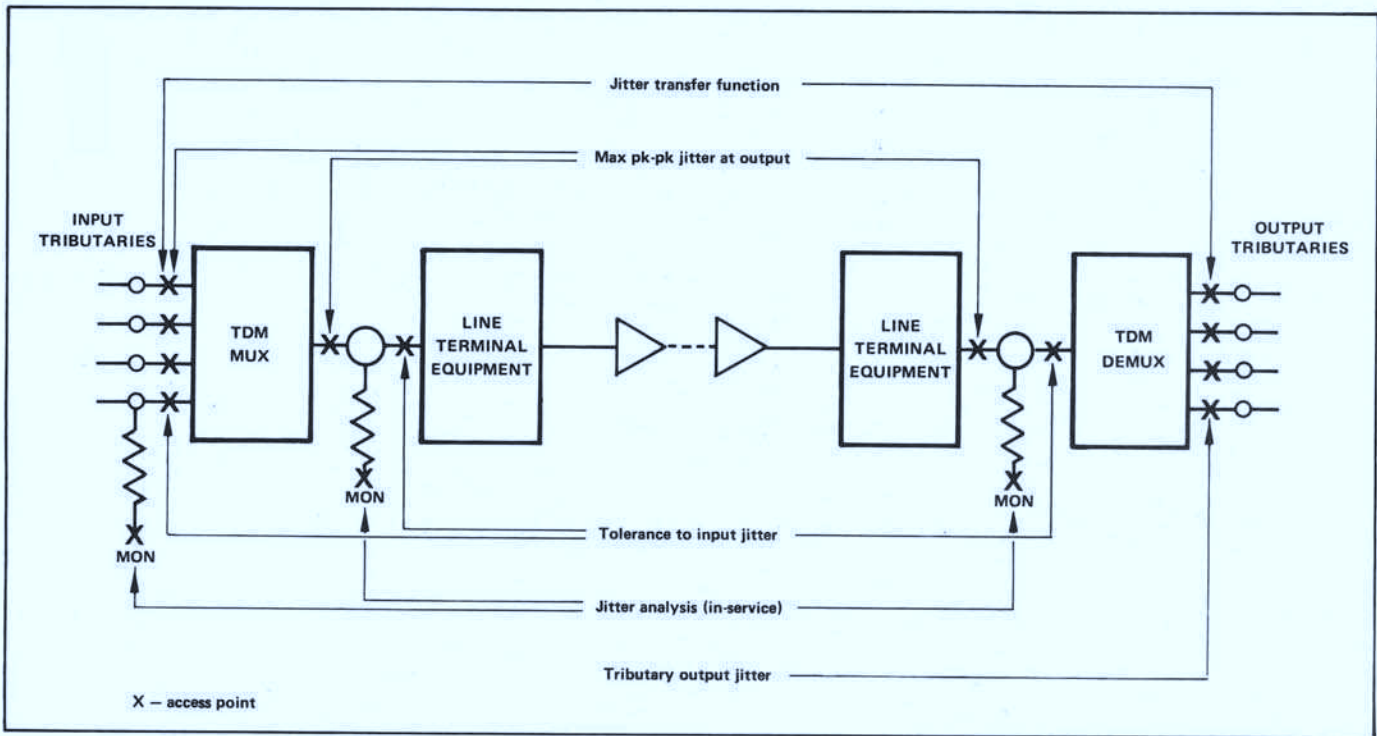 Jitter transfer function
Max pk-pk jitter at output
INPUT
TRIBUTARIES
OUTPUT
TRIBUTARIES
TDM
MUX
X
X
X
X
X
X
LINE
TERMINAL
EQUIPMENT
LINE
TERMINAL
EQUIPMENT
X
X
TDM
DEMUX
X
X
X
X
X
MON
X
MON
X
MON
Tolerance to input jitter
Jitter analysis (in-service)
Tributary output jitter
X – access point